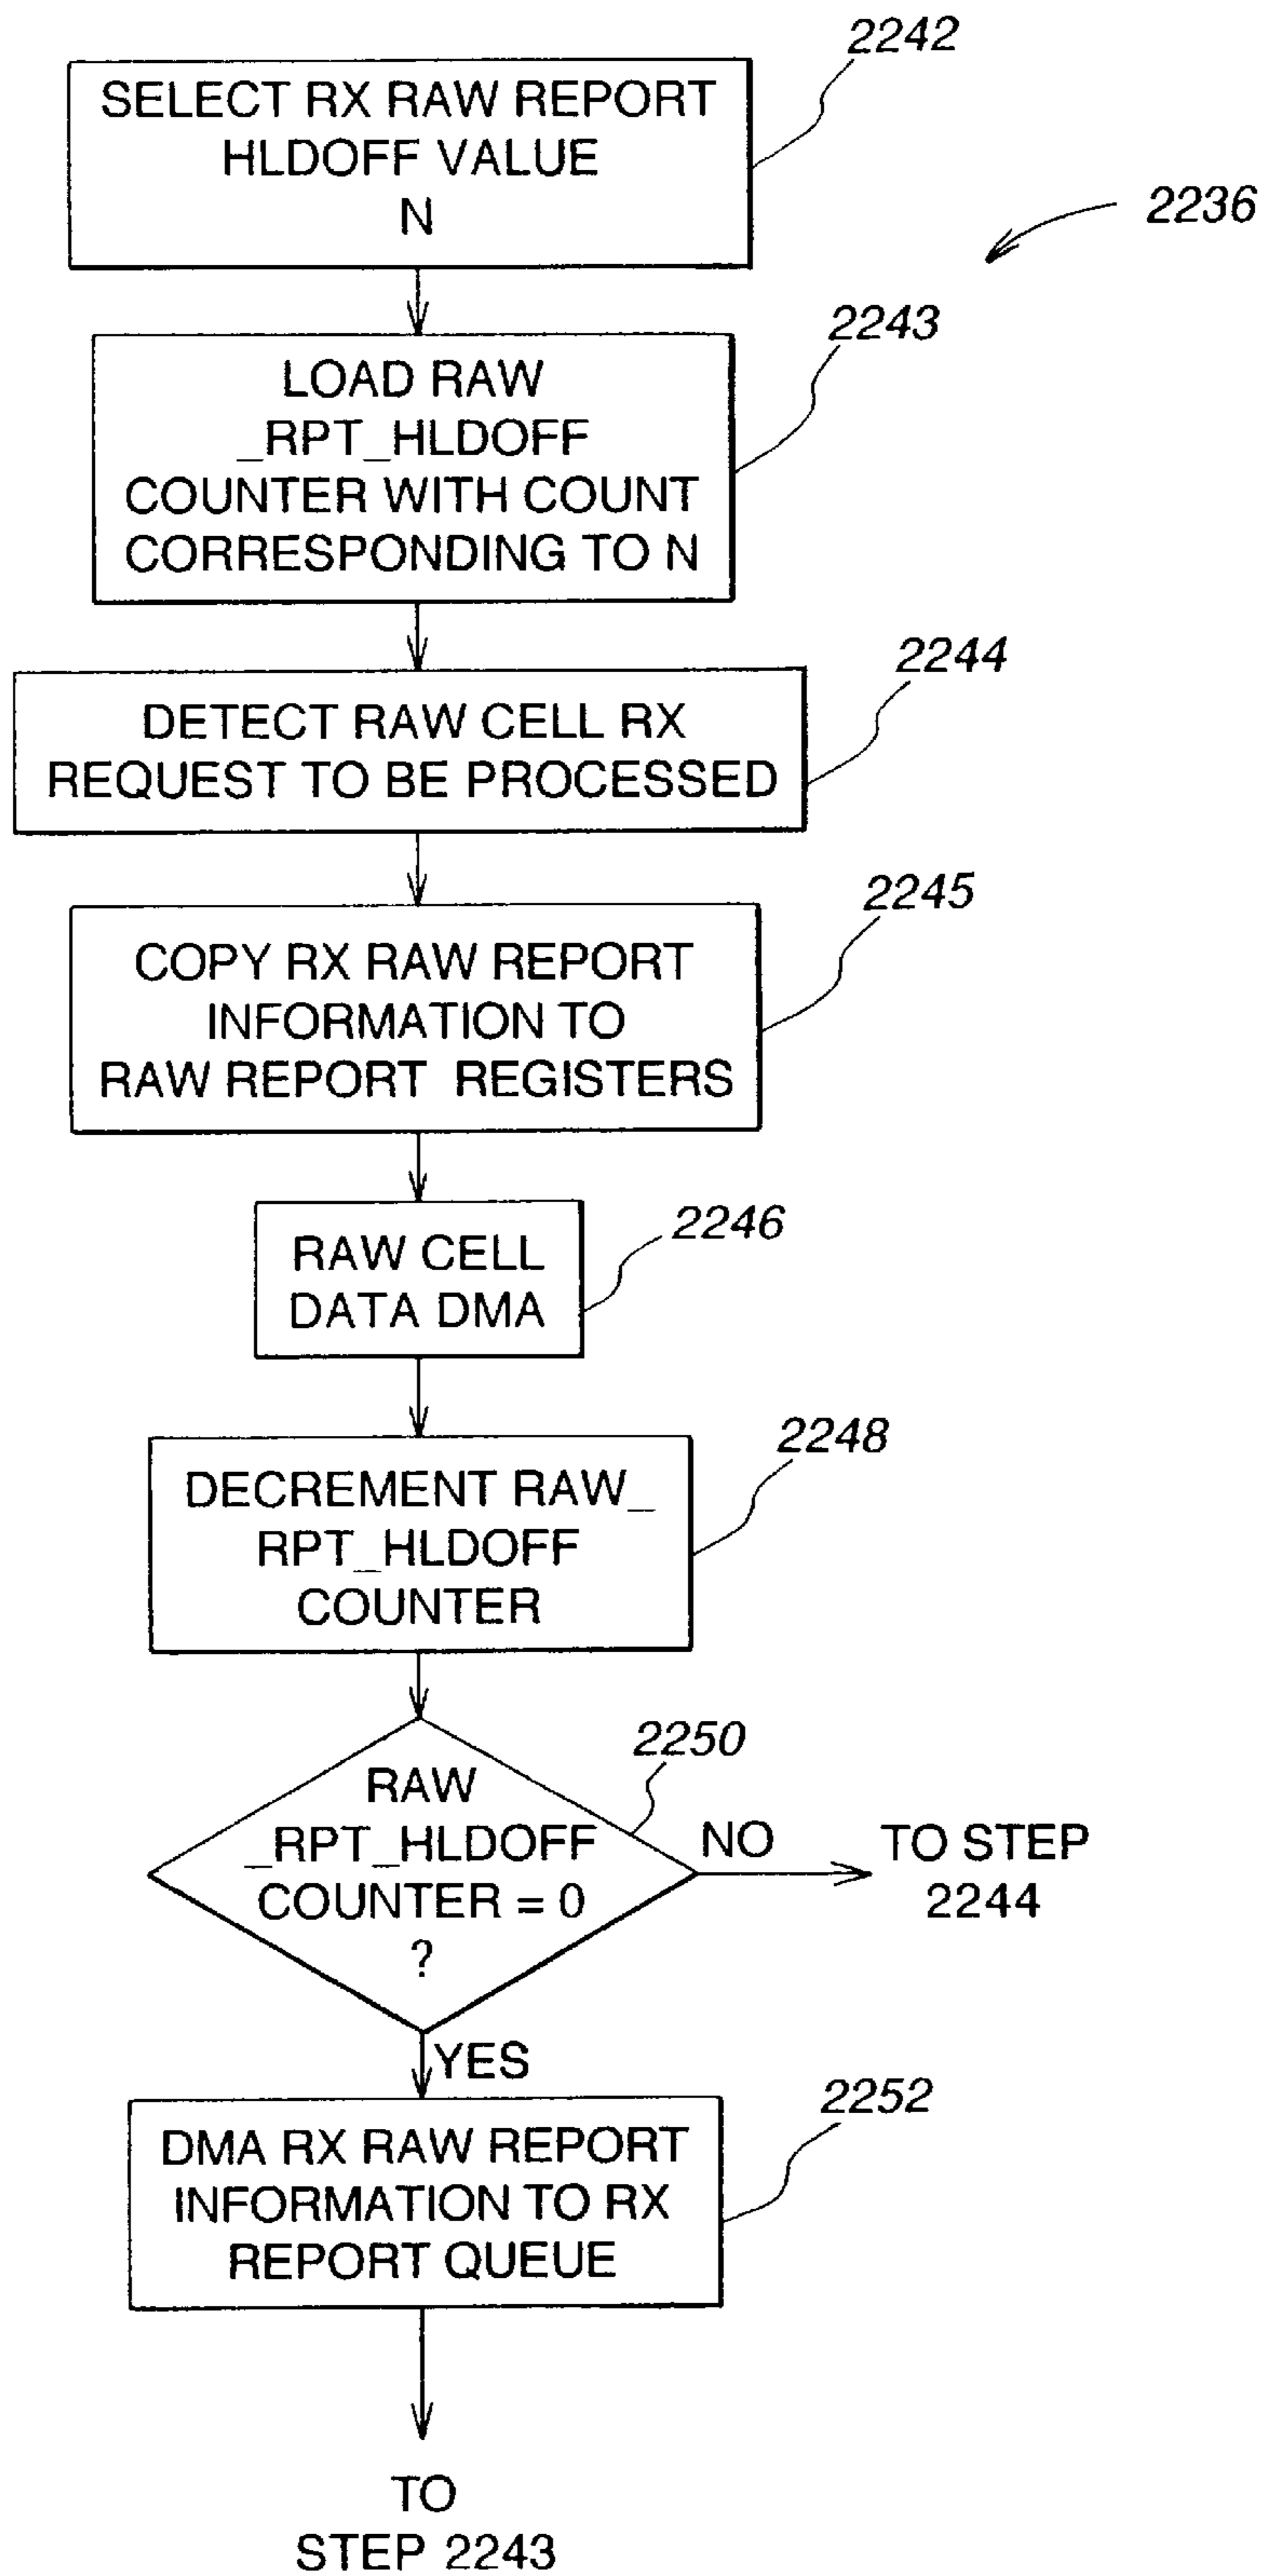 2242
SELECT RX RAW REPORT
HLDOFF VALUE
N
2236
2243
LOAD RAW
_RPT_HLDOFF
COUNTER WITH COUNT
CORRESPONDING TO N
2244
DETECT RAW CELL RX
REQUEST TO BE PROCESSED
2245
COPY RX RAW REPORT
INFORMATION TO
RAW REPORT REGISTERS
2246
RAW CELL
DATA DMA
2248
DECREMENT RAW_
RPT_HLDOFF
COUNTER
2250
RAW
_RPT_HLDOFF
COUNTER = 0
?
NO
TO STEP
2244
YES
2252
DMA RX RAW REPORT
INFORMATION TO RX
REPORT QUEUE
TO
STEP 2243